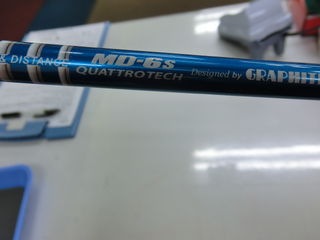 & DISTANCE
MD-6s
QUATTROTECH
Designed by GRAPHITE